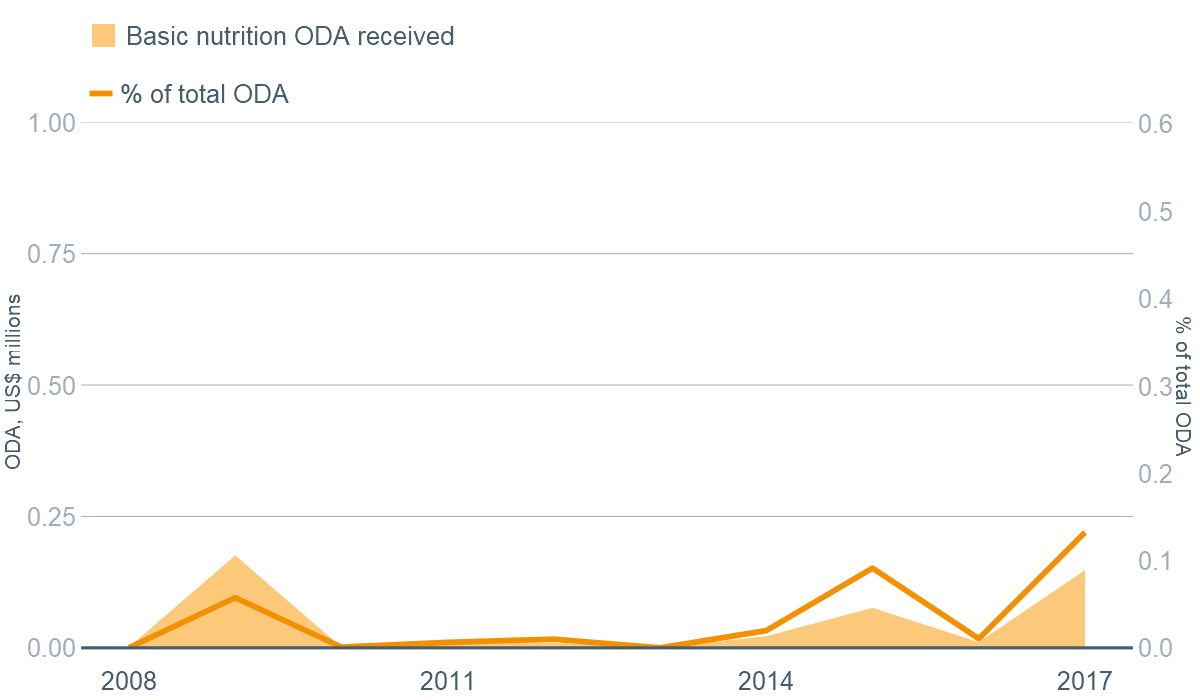 Basic nutrition ODA received
% of total ODA
1.00
0.75
0.50
0.25
0.00
ODA, US$ millions
0.6
0.5
0.4
0.3
0.2
0.1
0.0
% of total ODA
2008 2011 2014 2017